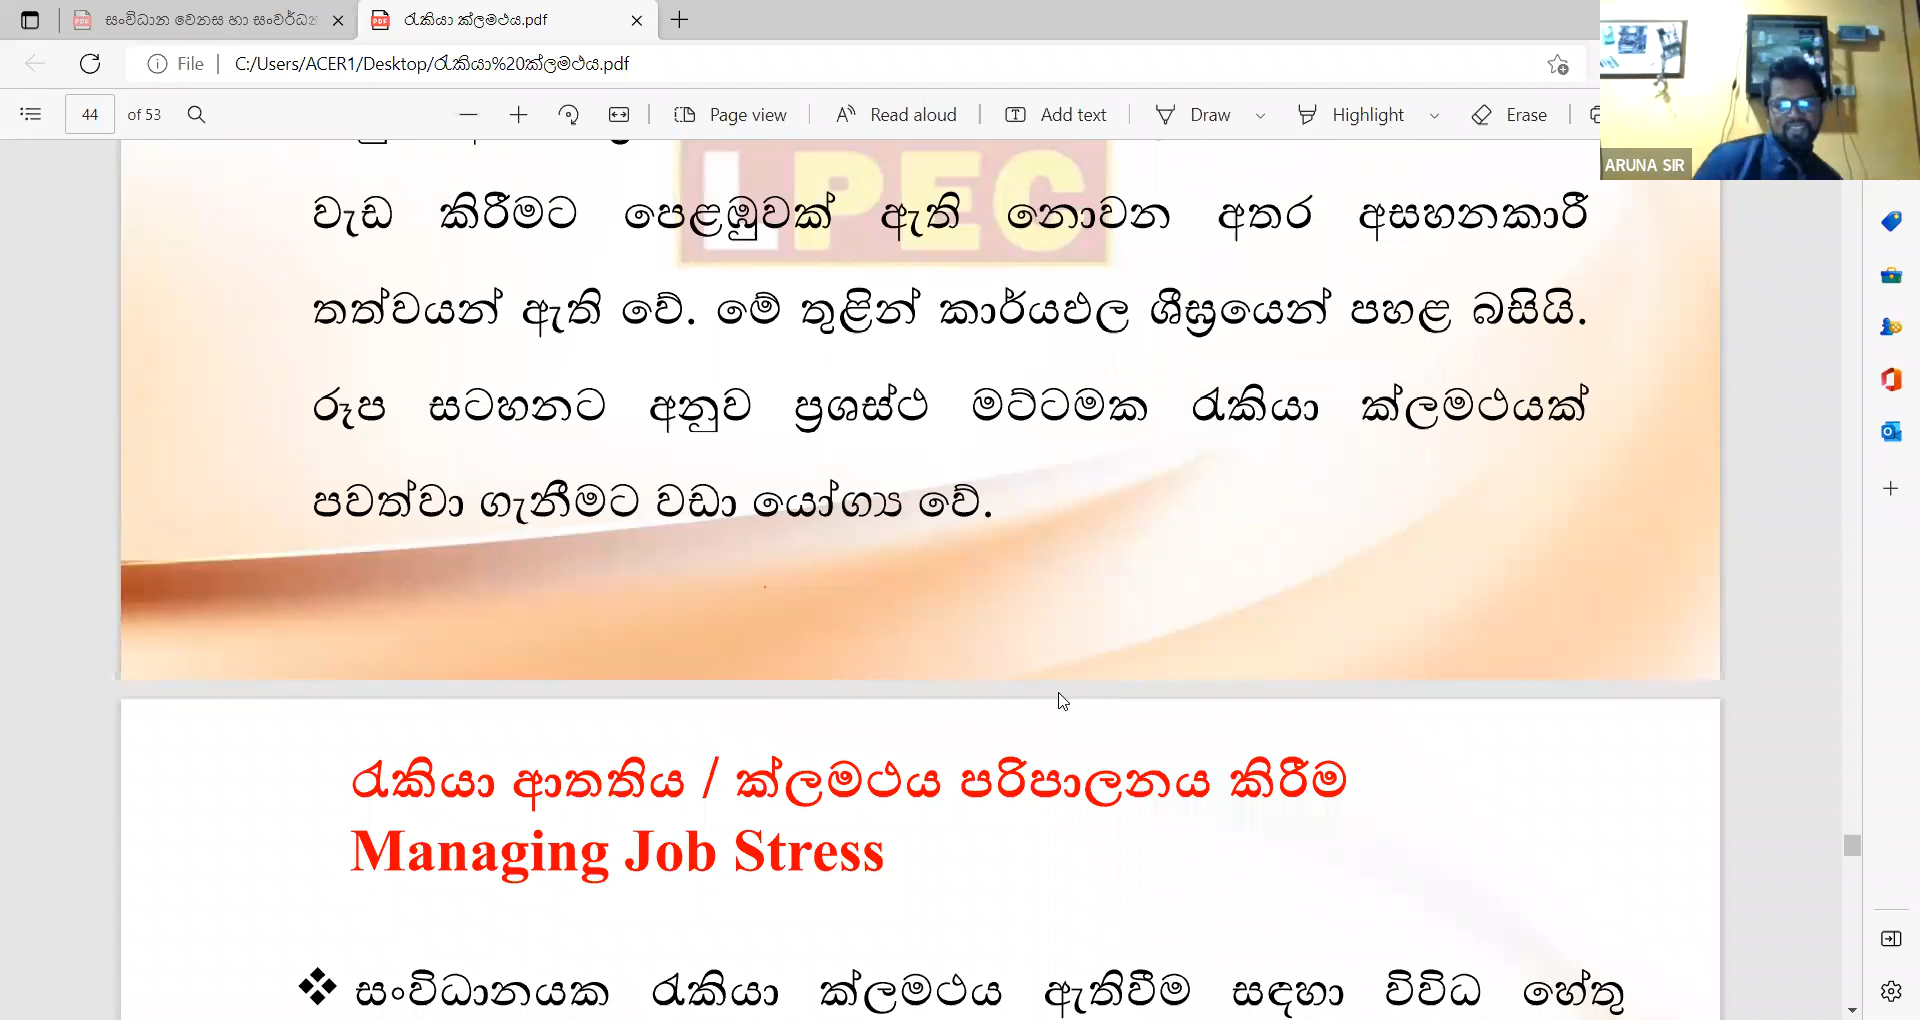 සංවිධාන වෙනස හා සංවර්ධන
රැකියා ක්ලමථය.pdf
File
C:/Users/ACER1/Desktop/රැකියා%20ක්ලමථය.pdf
44 of 53
Page view
Read aloud
Add text
Draw
Highlight
Erase
ARUNA SIR
LPEC
වැඩ කිරීමට පෙළඹුවක් ඇති නොවන අතර අසහනකාරී
තත්වයන් ඇති වේ. මේ තුළින් කාර්යඵල ශීඝ්‍රයෙන් පහළ බසියි.
රූප සටහනට අනුව ප්‍රශස්ථ මට්ටමක රැකියා ක්ලමථයක්
පවත්වා ගැනීමට වඩා යෝග්‍ය වේ.
රැකියා ආතතිය / ක්ලමථය පරිපාලනය කිරීම
Managing Job Stress
❖ සංවිධානයක රැකියා ක්ලමථය ඇතිවීම සඳහා විවිධ හේතු